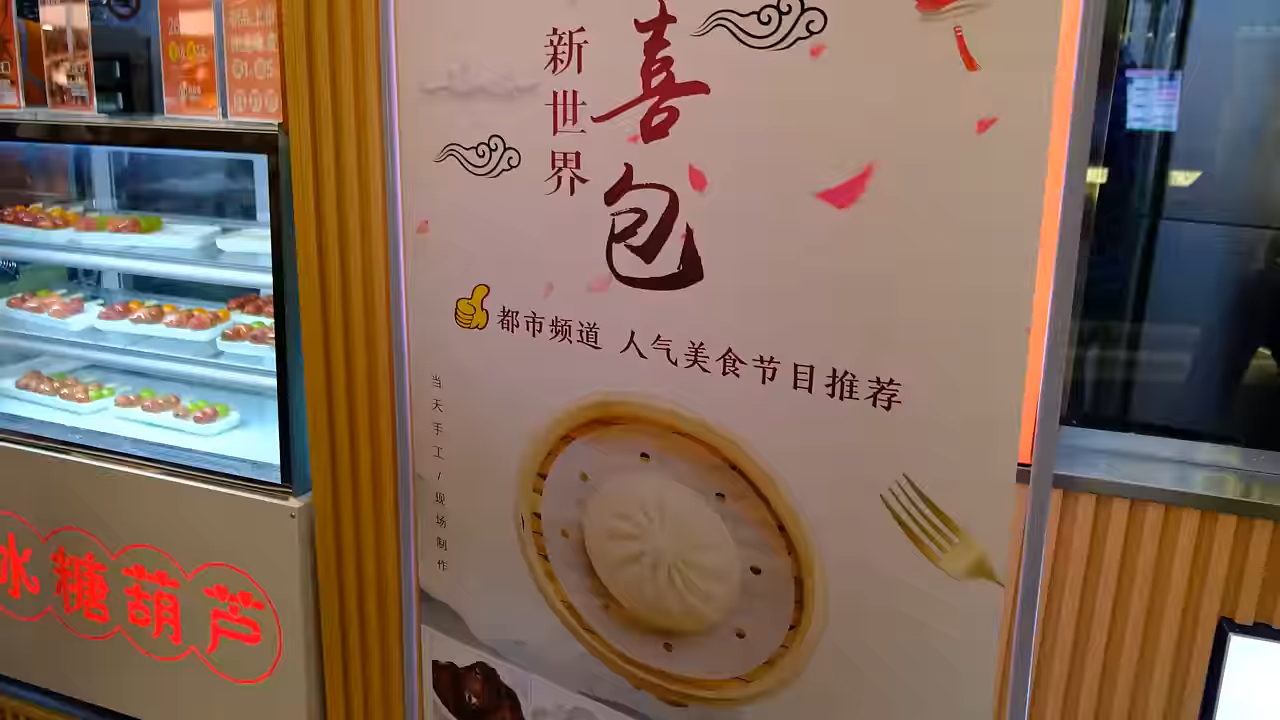 新世界
喜包
都市频道 人气美食节目推荐
当天手工/现场制作
冰糖葫芦